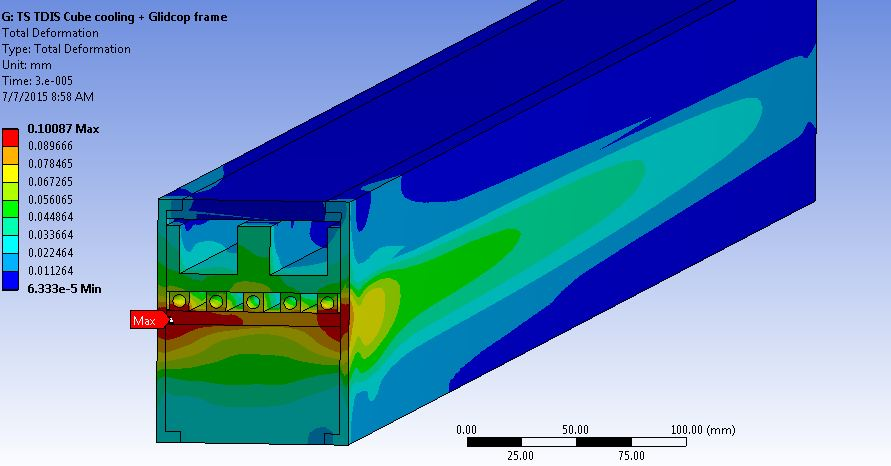 G: TS TDIS Cube cooling + Glidcop frame
Total Deformation
Type: Total Deformation
Unit: mm
Time: 3.e-005
7/7/2015 8:58 AM
0.10087 Max
0.089666
0.078465
0.067265
0.056065
0.044864
0.033664
0.022464
0.011264
6.333e-5 Min
Max
0.00 50.00 100.00 (mm)
25.00 75.00